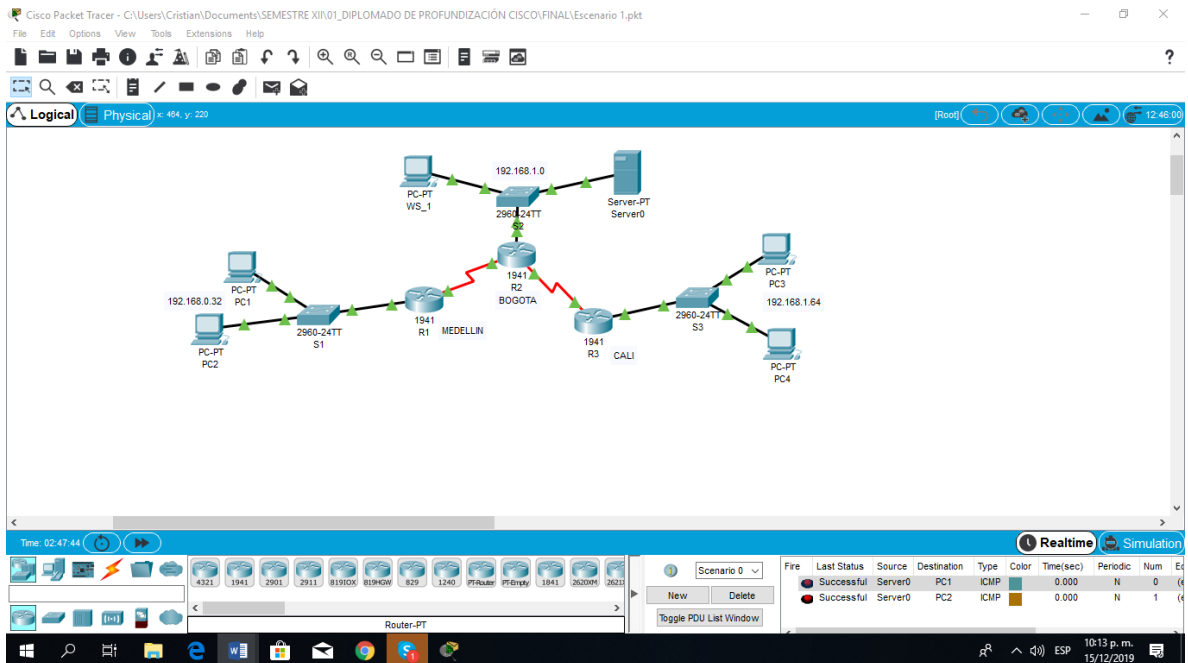 Cisco Packet Tracer - C:\Users\Cristian\Documents\SEMESTRE XII\01_DIPLOMADO DE PROFUNDIZACIÓN CISCO\FINAL\Escenario 1.pkt
File Edit Options View Tools Extensions Help
?
Logical Physical x: 464, y: 220 [Root] 12:46:00
192.168.1.0
PC-PT
WS_1
2960-24TT
S2
Server-PT
Server0
1941
R2
BOGOTA
PC-PT
PC1
192.168.0.32
PC-PT
PC2
2960-24TT
S1
1941
R1
MEDELLIN
1941
R3
CALI
2960-24TT
S3
PC-PT
PC3
192.168.1.64
PC-PT
PC4
Time: 02:47:44 Realtime Simulation
4321 1941 2901 2911 819IOX 819HGW 829 1240 PT-Router PT-Empty 1841 2620XM 2621
Router-PT
Scenario 0
New Delete
Toggle PDU List Window
Fire Last Status Source Destination Type Color Time(sec) Periodic Num Ed
Successful Server0 PC1 ICMP 0.000 N 0 (e
Successful Server0 PC2 ICMP 0.000 N 1 (e
ESP
10:13 p. m.
15/12/2019